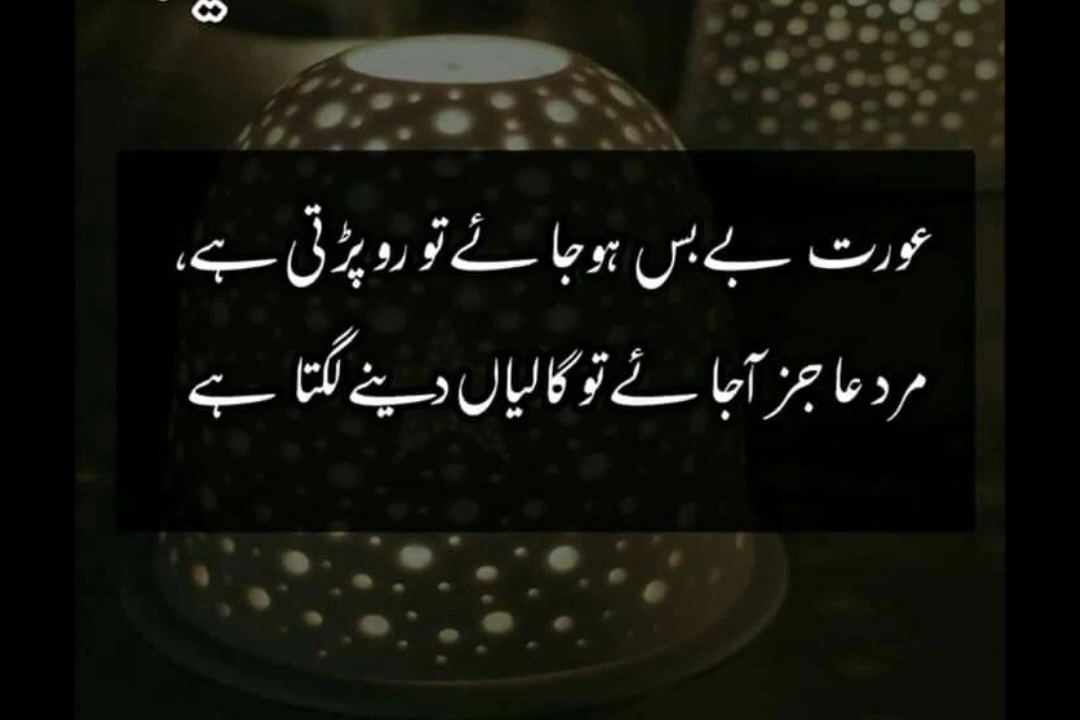 عورت بے بس ہو جائے تو رو پڑتی ہے،
مرد عاجز آجائے تو گالیاں دینے لگتا ہے